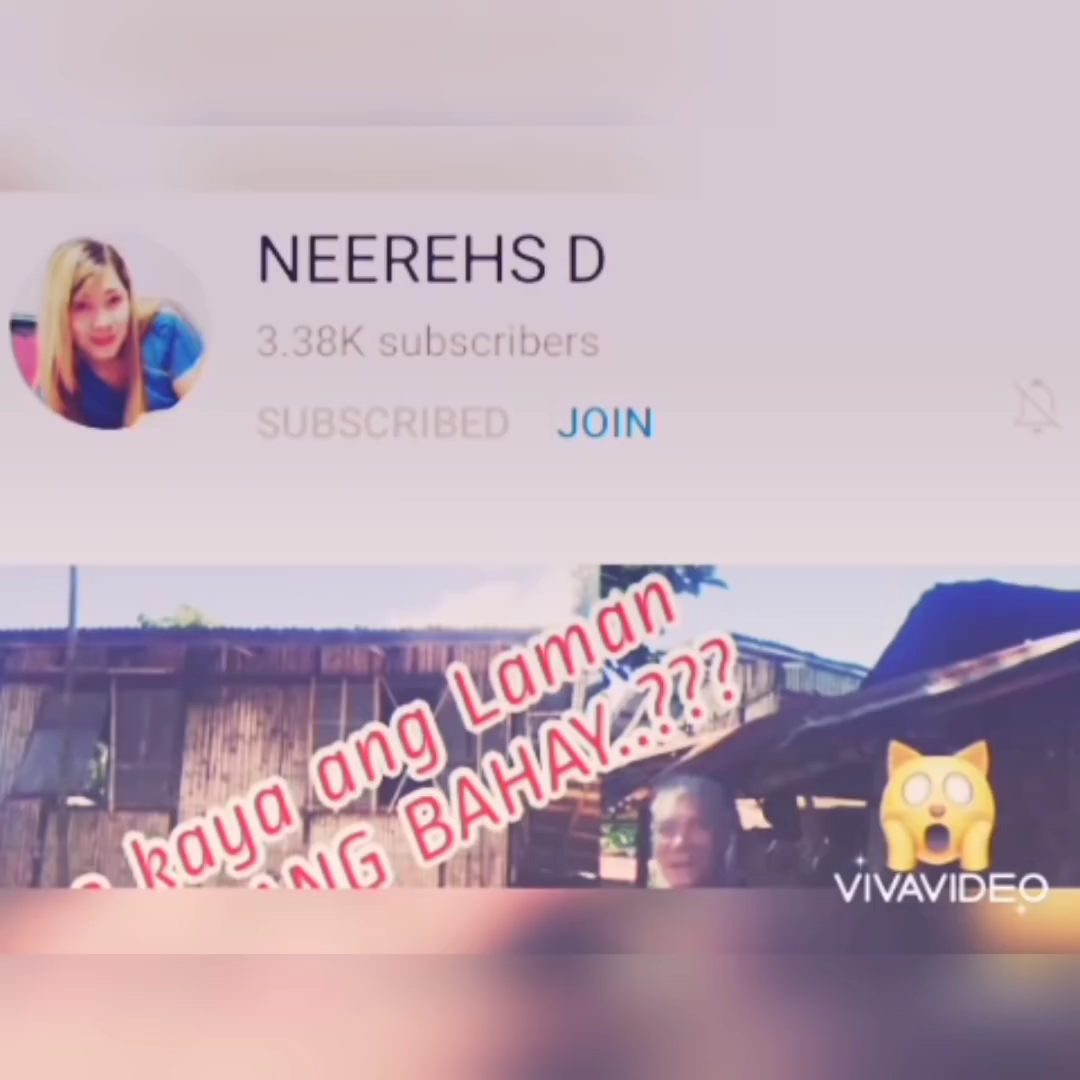 NEEREHS D
3.38K subscribers
SUBSCRIBED JOIN
kaya ang Laman
BAHAY..???
VIVAVIDEO